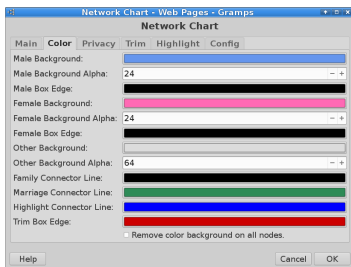 Network Chart - Web Pages - Gramps
Network Chart
Main Color Privacy Trim Highlight Config
Male Background:
Male Background Alpha: 24
Male Box Edge:
Female Background:
Female Background Alpha: 24
Female Box Edge:
Other Background:
Other Background Alpha: 64
Family Connector Line:
Marriage Connector Line:
Highlight Connector Line:
Trim Box Edge:
Remove color background on all nodes.
Help Cancel OK